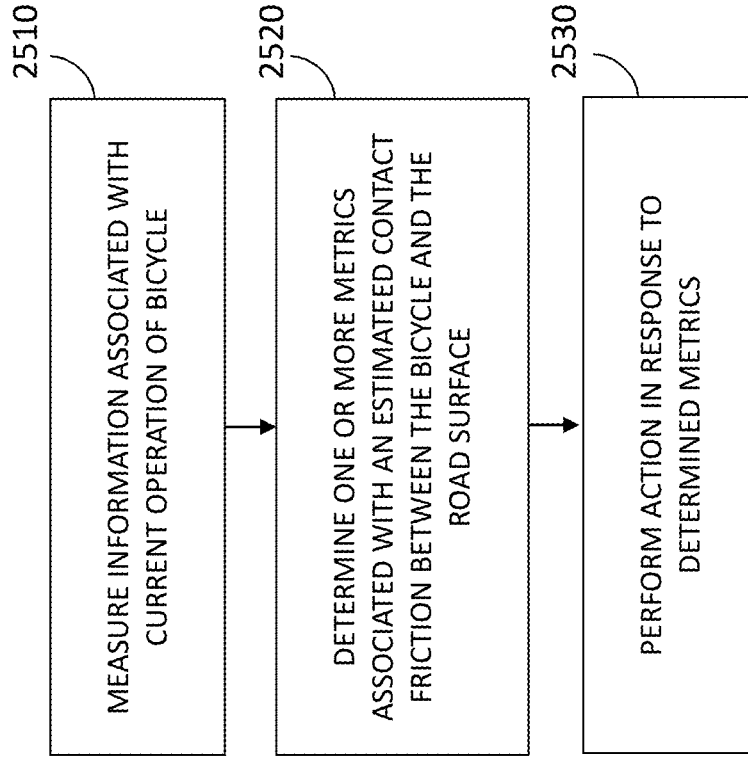 2510
MEASURE INFORMATION ASSOCIATED WITH
CURRENT OPERATION OF BICYCLE
2520
DETERMINE ONE OR MORE METRICS
ASSOCIATED WITH AN ESTIMATEED CONTACT
FRICTION BETWEEN THE BICYCLE AND THE
ROAD SURFACE
2530
PERFORM ACTION IN RESPONSE TO
DETERMINED METRICS